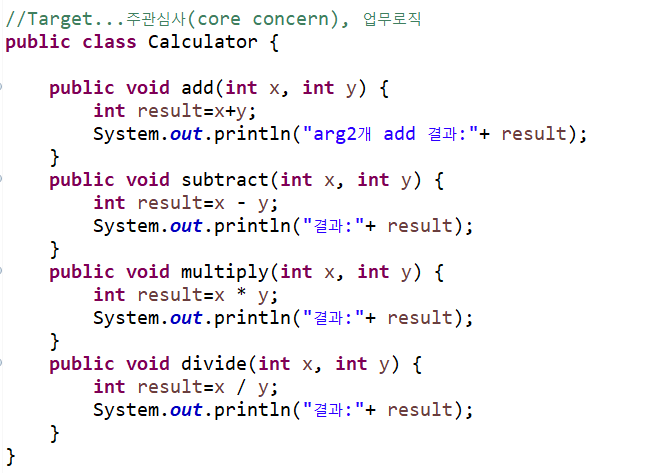 //Target...주관심사(core concern), 업무로직
public class Calculator {
public void add(int x, int y) {
int result=x+y;
System.out.println("arg2개 add 결과:"+ result);
}
public void subtract(int x, int y) {
int result=x - y;
System.out.println("결과:"+ result);
}
public void multiply(int x, int y) {
int result=x * y;
System.out.println("결과:"+ result);
}
public void divide(int x, int y) {
int result=x / y;
System.out.println("결과:"+ result);
}
}